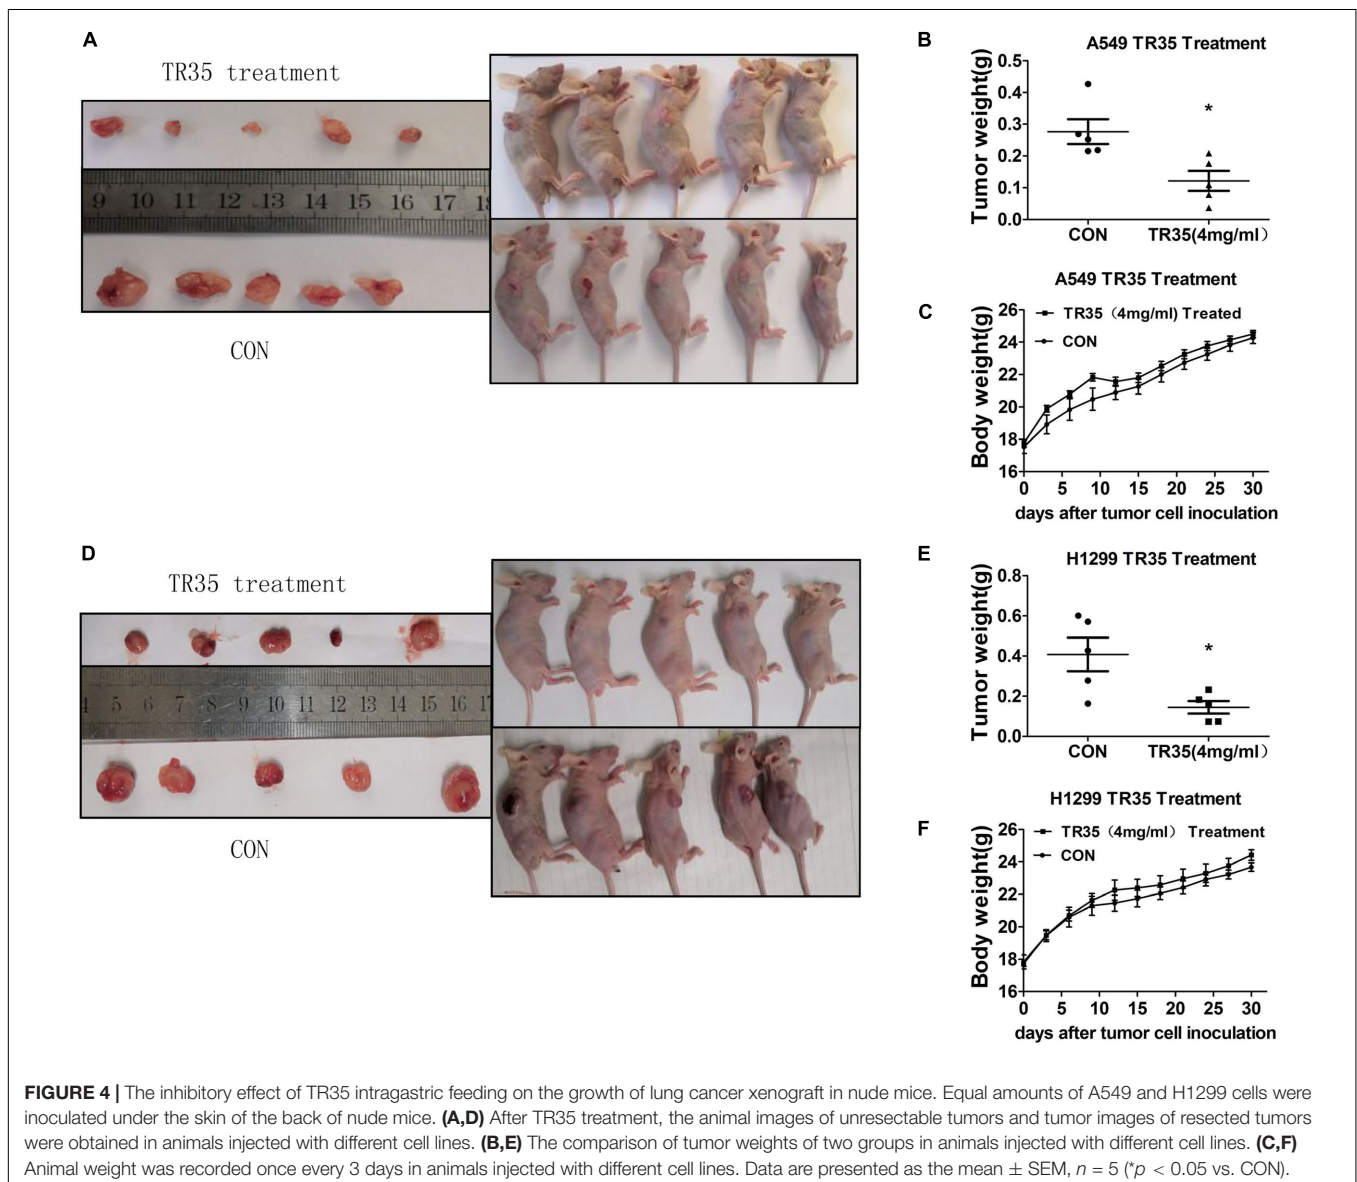 A
TR35 treatment
9 10 11 12 13 14 15 16 17
CON
B
A549 TR35 Treatment
Tumor weight(g)
0.5
0.4
0.3
0.2
0.1
0.0
*
CON TR35(4mg/ml）
C
A549 TR35 Treatment
Body weight(g)
26
24
22
20
18
16
TR35（4mg/ml) Treated
CON
0 5 10 15 20 25 30
days after tumor cell inoculation
D
TR35 treatment
4 5 6 7 8 9 10 11 12 13 14 15 16 17
CON
E
H1299 TR35 Treatment
Tumor weight(g)
0.8
0.6
0.4
0.2
0.0
*
CON TR35(4mg/ml）
F
H1299 TR35 Treatment
Body weight(g)
26
24
22
20
18
16
TR35（4mg/ml） Treatment
CON
0 5 10 15 20 25 30
days after tumor cell inoculation
FIGURE 4 | The inhibitory effect of TR35 intragastric feeding on the growth of lung cancer xenograft in nude mice. Equal amounts of A549 and H1299 cells were
inoculated under the skin of the back of nude mice. (A,D) After TR35 treatment, the animal images of unresectable tumors and tumor images of resected tumors
were obtained in animals injected with different cell lines. (B,E) The comparison of tumor weights of two groups in animals injected with different cell lines. (C,F)
Animal weight was recorded once every 3 days in animals injected with different cell lines. Data are presented as the mean ± SEM, n = 5 (*p < 0.05 vs. CON).